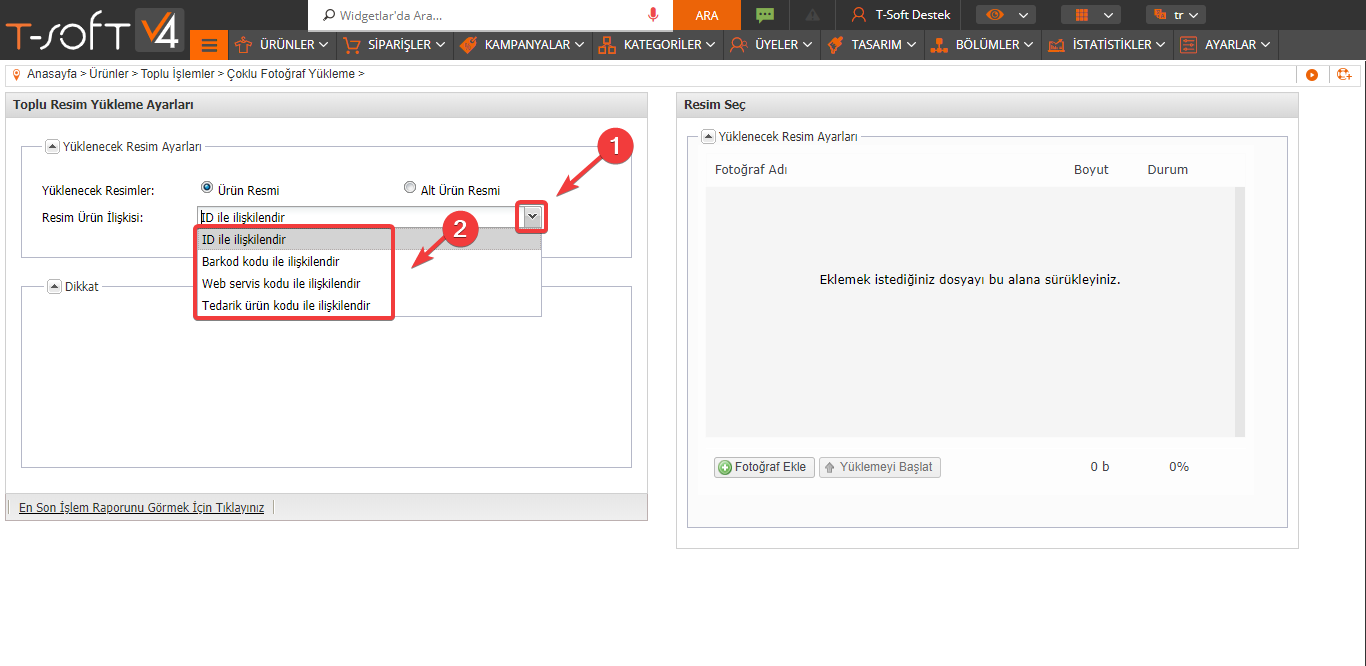 T-SOFT V4
Widgetlar'da Ara...
ARA
T-Soft Destek
tr
ÜRÜNLER
SİPARİŞLER
KAMPANYALAR
KATEGORİLER
ÜYELER
TASARIM
BÖLÜMLER
İSTATİSTİKLER
AYARLAR
Anasayfa > Ürünler > Toplu İşlemler > Çoklu Fotoğraf Yükleme >
Toplu Resim Yükleme Ayarları
Yüklenecek Resim Ayarları
Yüklenecek Resimler:
Ürün Resmi
Alt Ürün Resmi
Resim Ürün İlişkisi:
ID ile ilişkilendir
ID ile ilişkilendir
Barkod kodu ile ilişkilendir
Web servis kodu ile ilişkilendir
Tedarik ürün kodu ile ilişkilendir
1
2
Dikkat
En Son İşlem Raporunu Görmek İçin Tıklayınız
Resim Seç
Yüklenecek Resim Ayarları
Fotoğraf Adı
Boyut
Durum
Eklemek istediğiniz dosyayı bu alana sürükleyiniz.
Fotoğraf Ekle
Yüklemeyi Başlat
0 b
0%